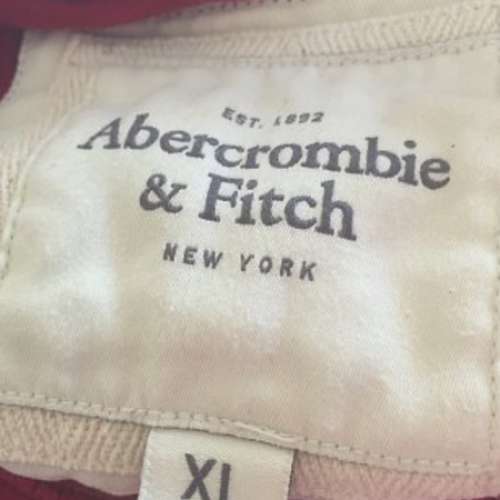 EST. 1892
Abercrombie
& Fitch
NEW YORK
XL